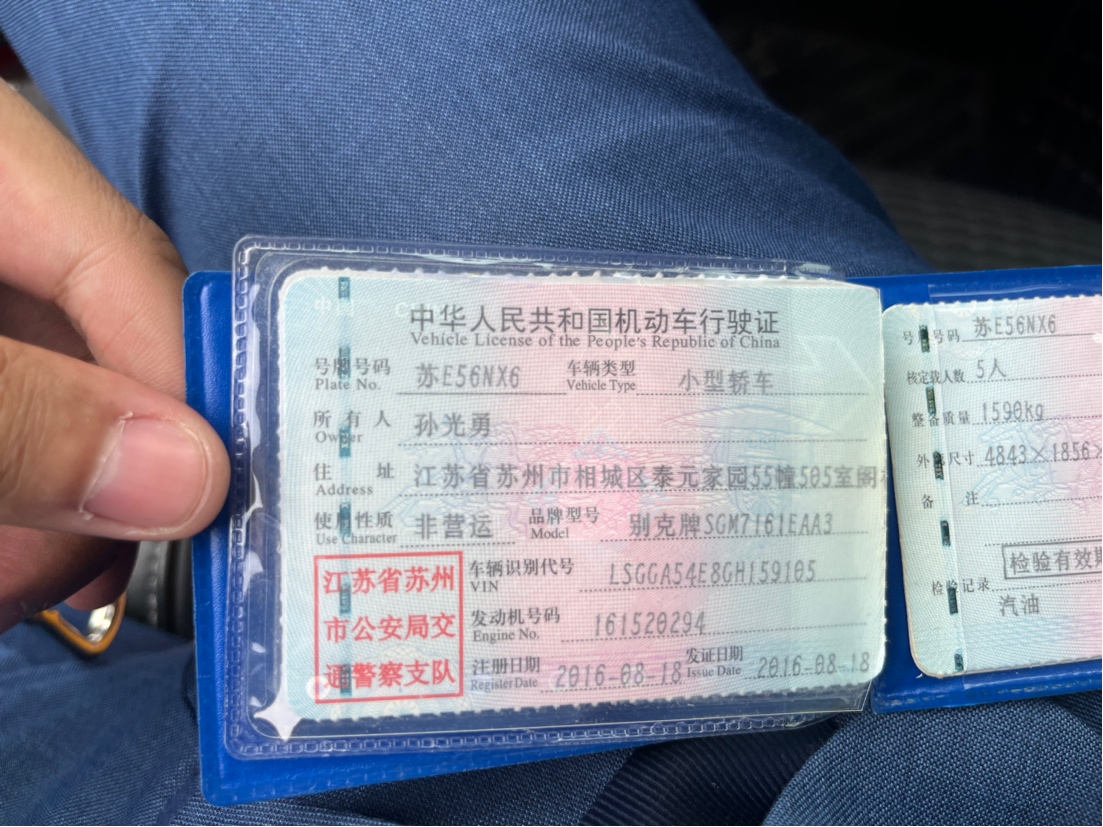 中华人民共和国机动车行驶证
Vehicle License of the People's Republic of China
号牌号码 苏E56NX6 车辆类型 小型轿车
Plate No. Vehicle Type
所有人 孙光勇
Owner
住址 江苏省苏州市相城区泰元家园55幢505室阁
Address
使用性质 非营运 品牌型号 别克牌SGM7161EAA3
Use Character Model
江苏省苏州
市公安局交
通警察支队
车辆识别代号 LSGGA54E8GH159105
VIN
发动机号码 161520294
Engine No.
注册日期 2016-08-18 发证日期 2016-08-18
Register Date Issue Date
号牌号码 苏E56NX6
核定载人数 5人
整备质量 1590kg
外廓尺寸 4843×1856×
备注
检验有效期
检验记录
汽油